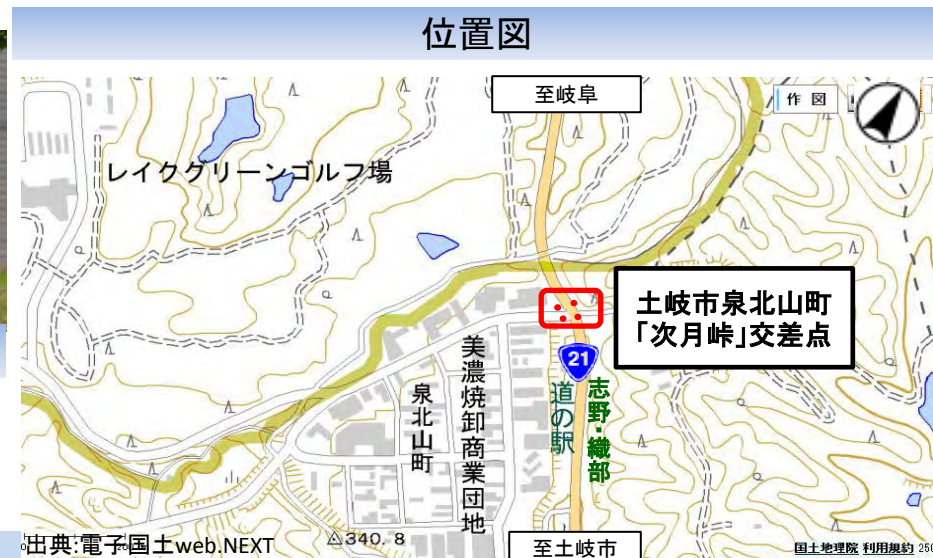 位置図
至岐阜
作 図
レイクグリーンゴルフ場
土岐市泉北山町
「次月峠」交差点
21
道の駅
志野・織部
美濃焼卸商業団地
泉北山町
△340.8
至土岐市
出典:電子国土web.NEXT
国土地理院 利用規約 250